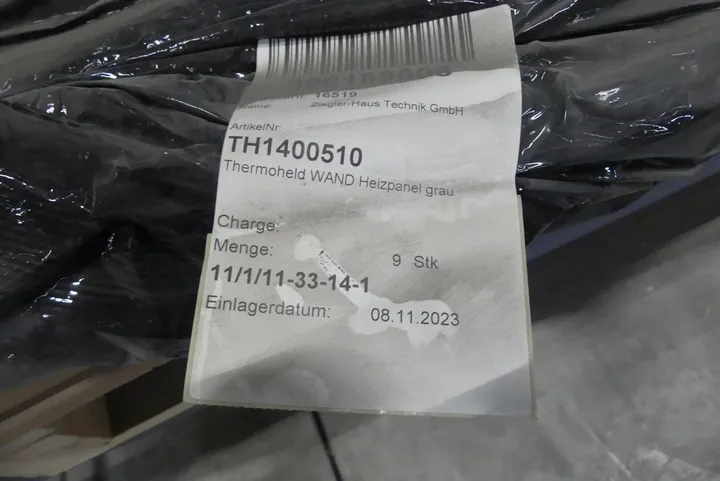 16519
Name: Ziegler-Haus Technik GmbH
ArtikelNr:
TH1400510
Thermoheld WAND Heizpanel grau
Charge:
Menge: 9 Stk
11/1/11-33-14-1
Einlagerdatum: 08.11.2023